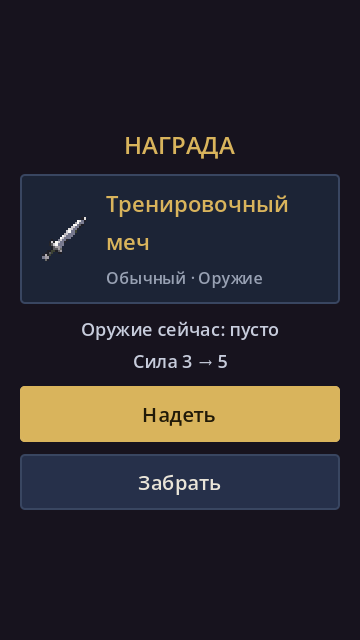 НАГРАДА
Тренировочный
меч
Обычный · Оружие
Оружие сейчас: пусто
Сила 3 → 5
Надеть
Забрать